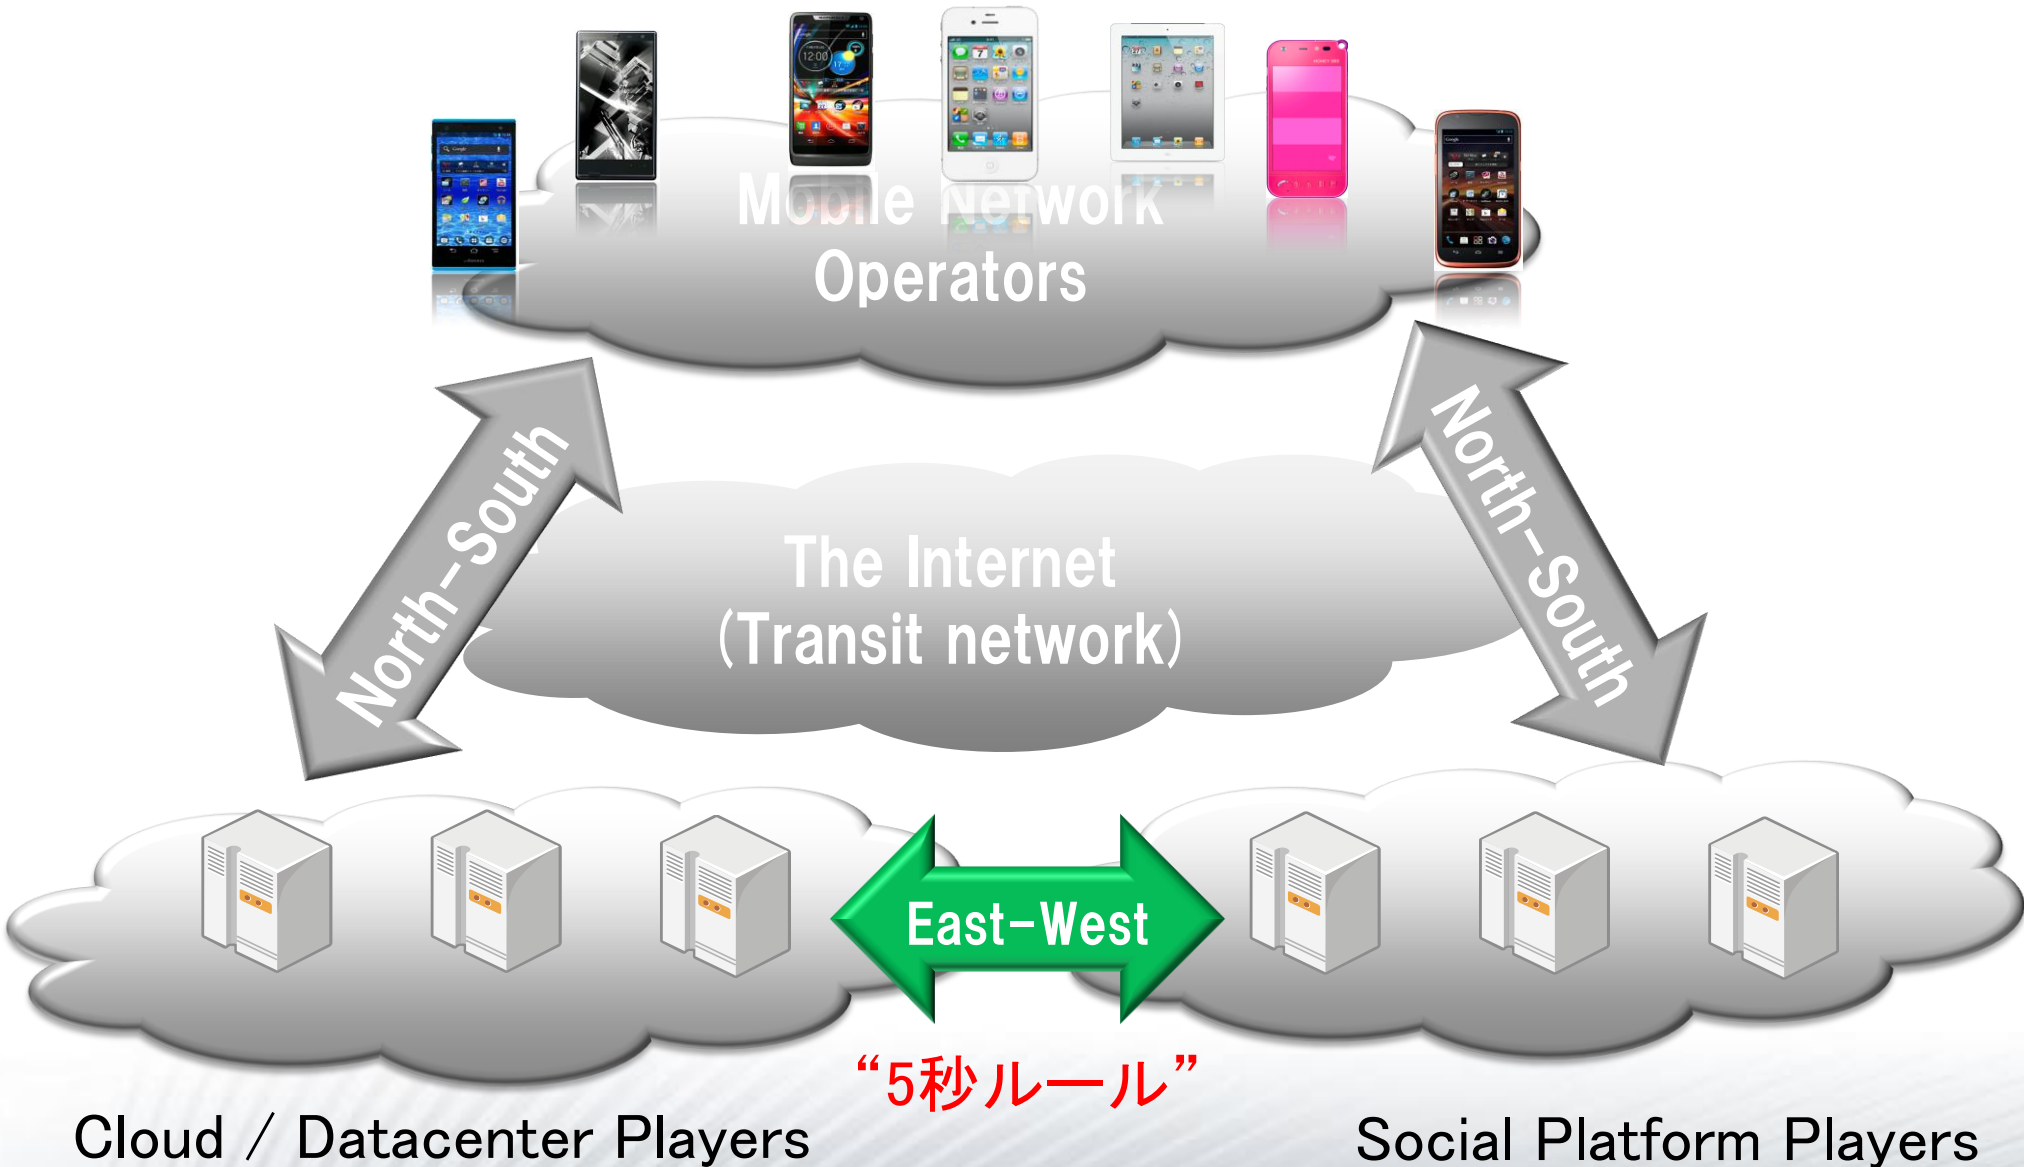 Mobile Network
Operators
North-South
North-South
The Internet
(Transit network)
East-West
“5秒ルール”
Cloud / Datacenter Players
Social Platform Players